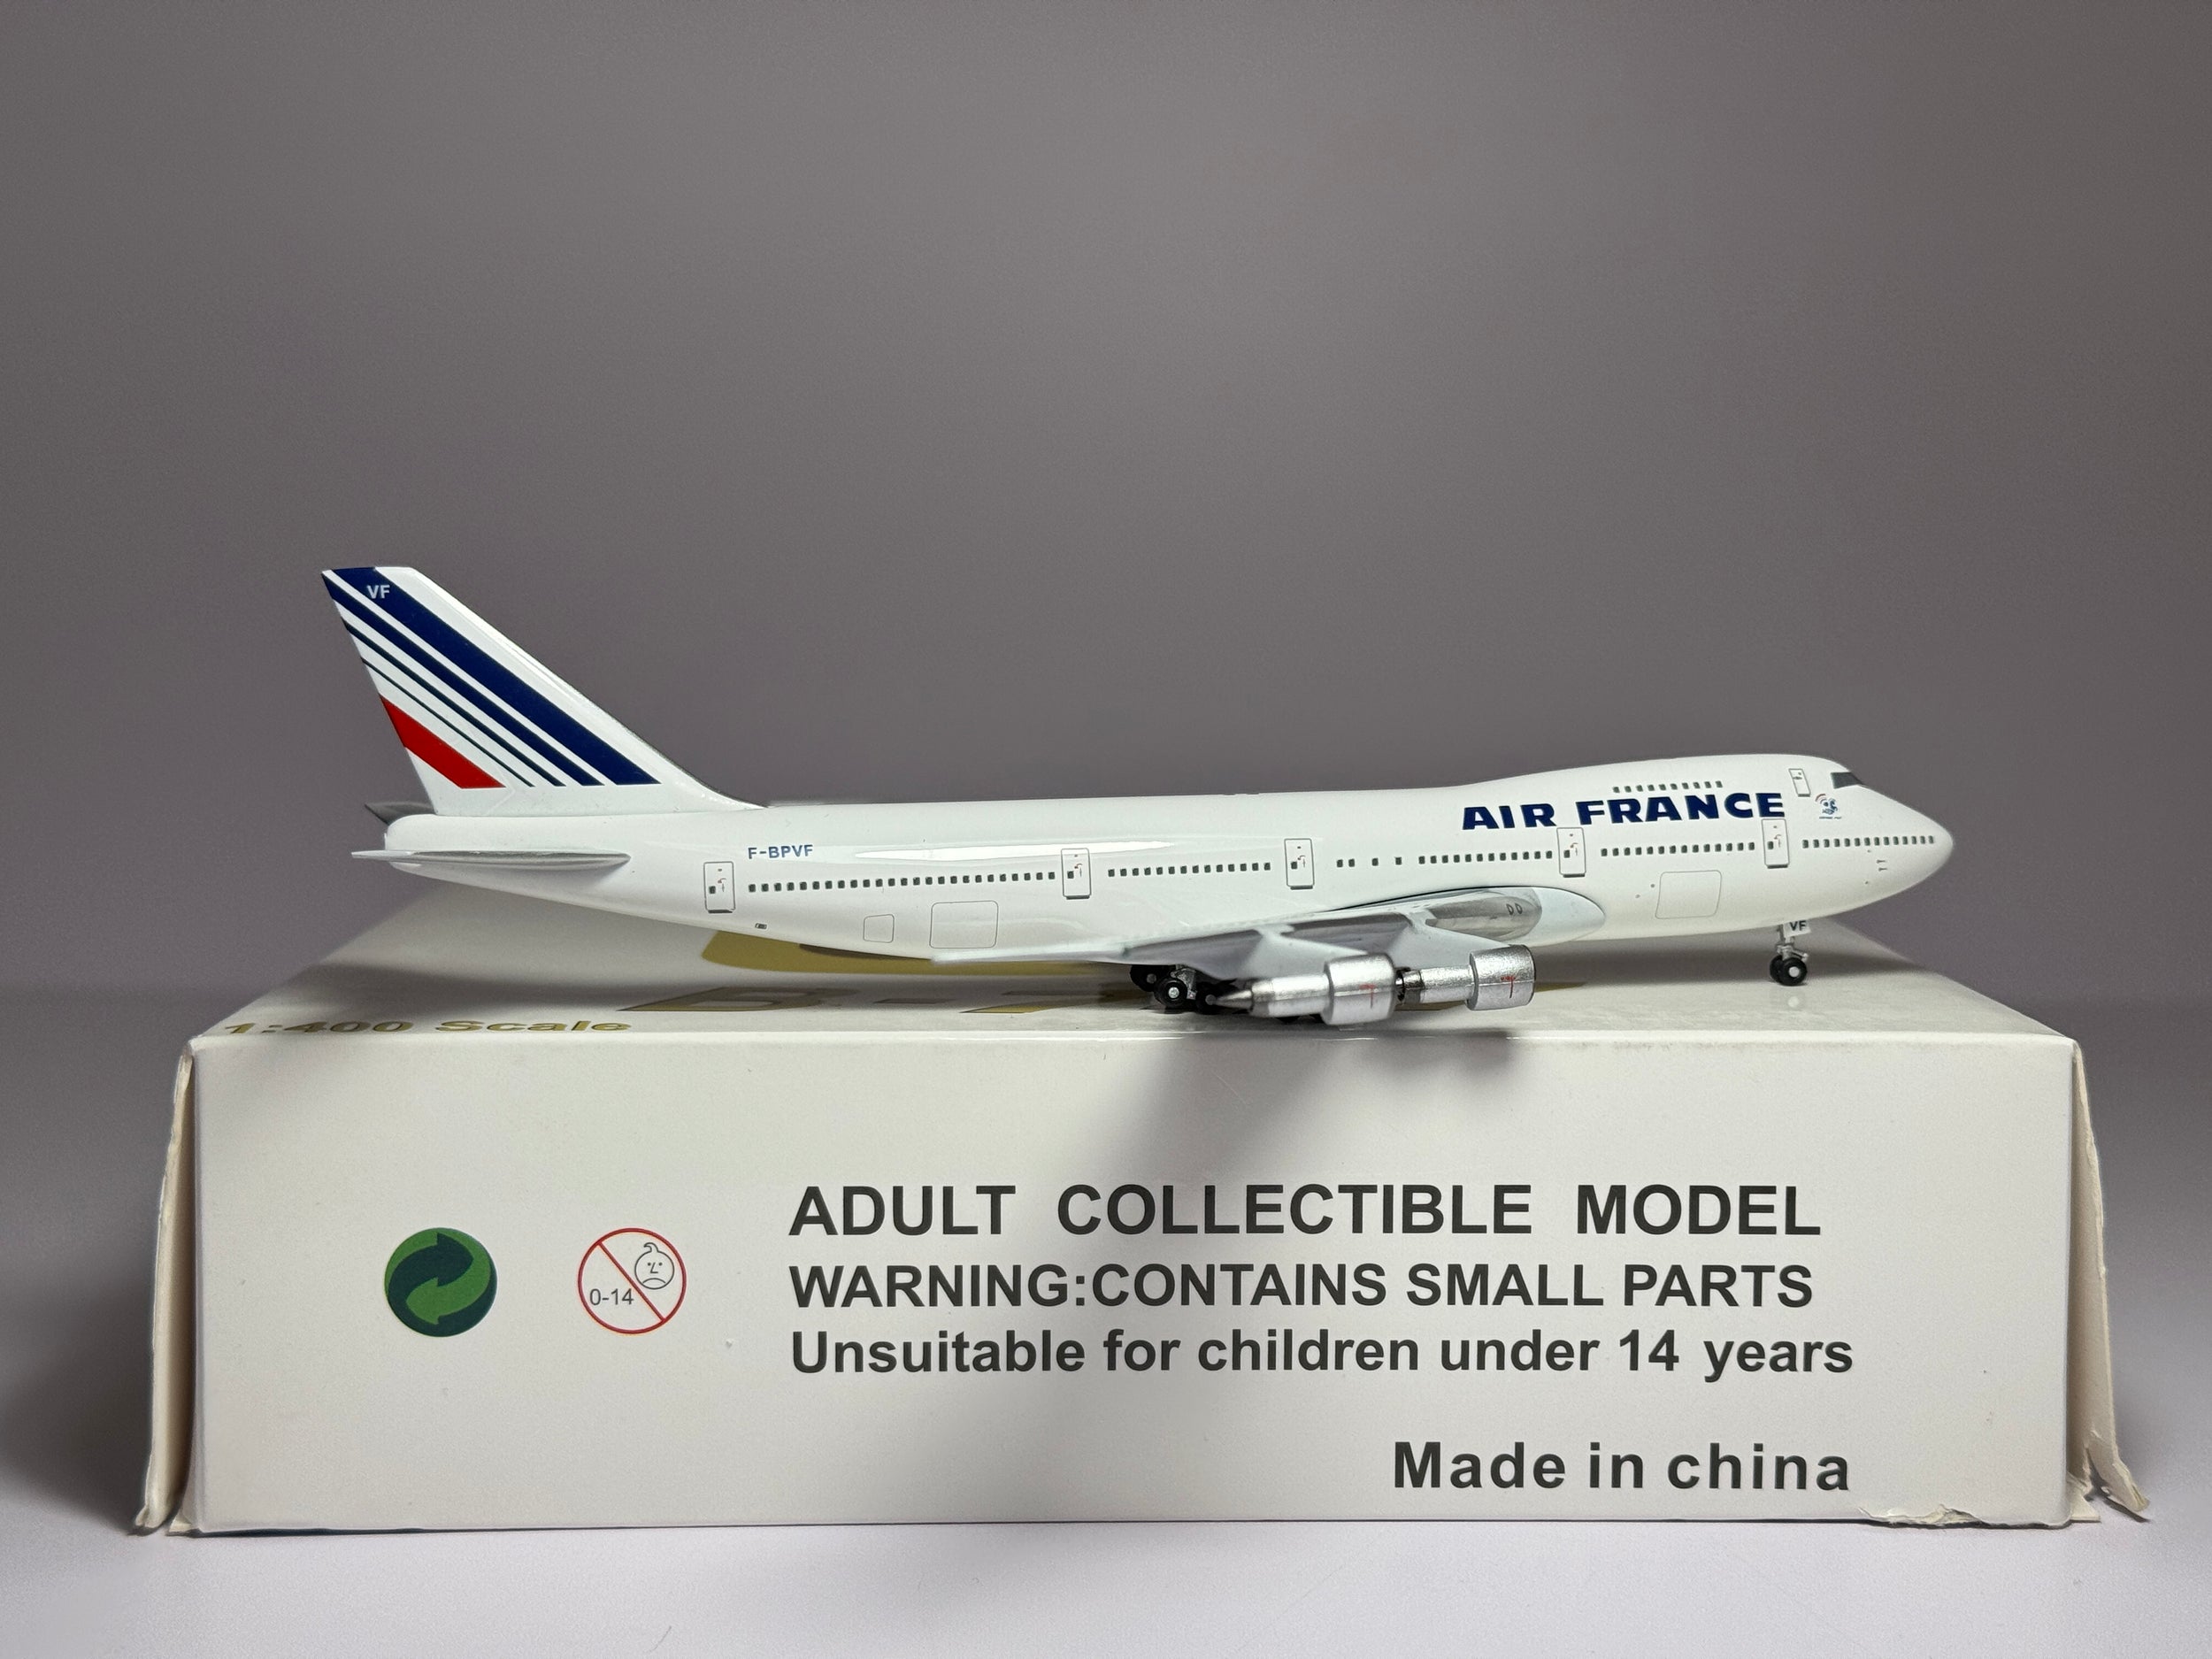 VF
AIR FRANCE
F-BPVF
VF
1:400 Scale
ADULT COLLECTIBLE MODEL
0-14
WARNING:CONTAINS SMALL PARTS
Unsuitable for children under 14 years
Made in china